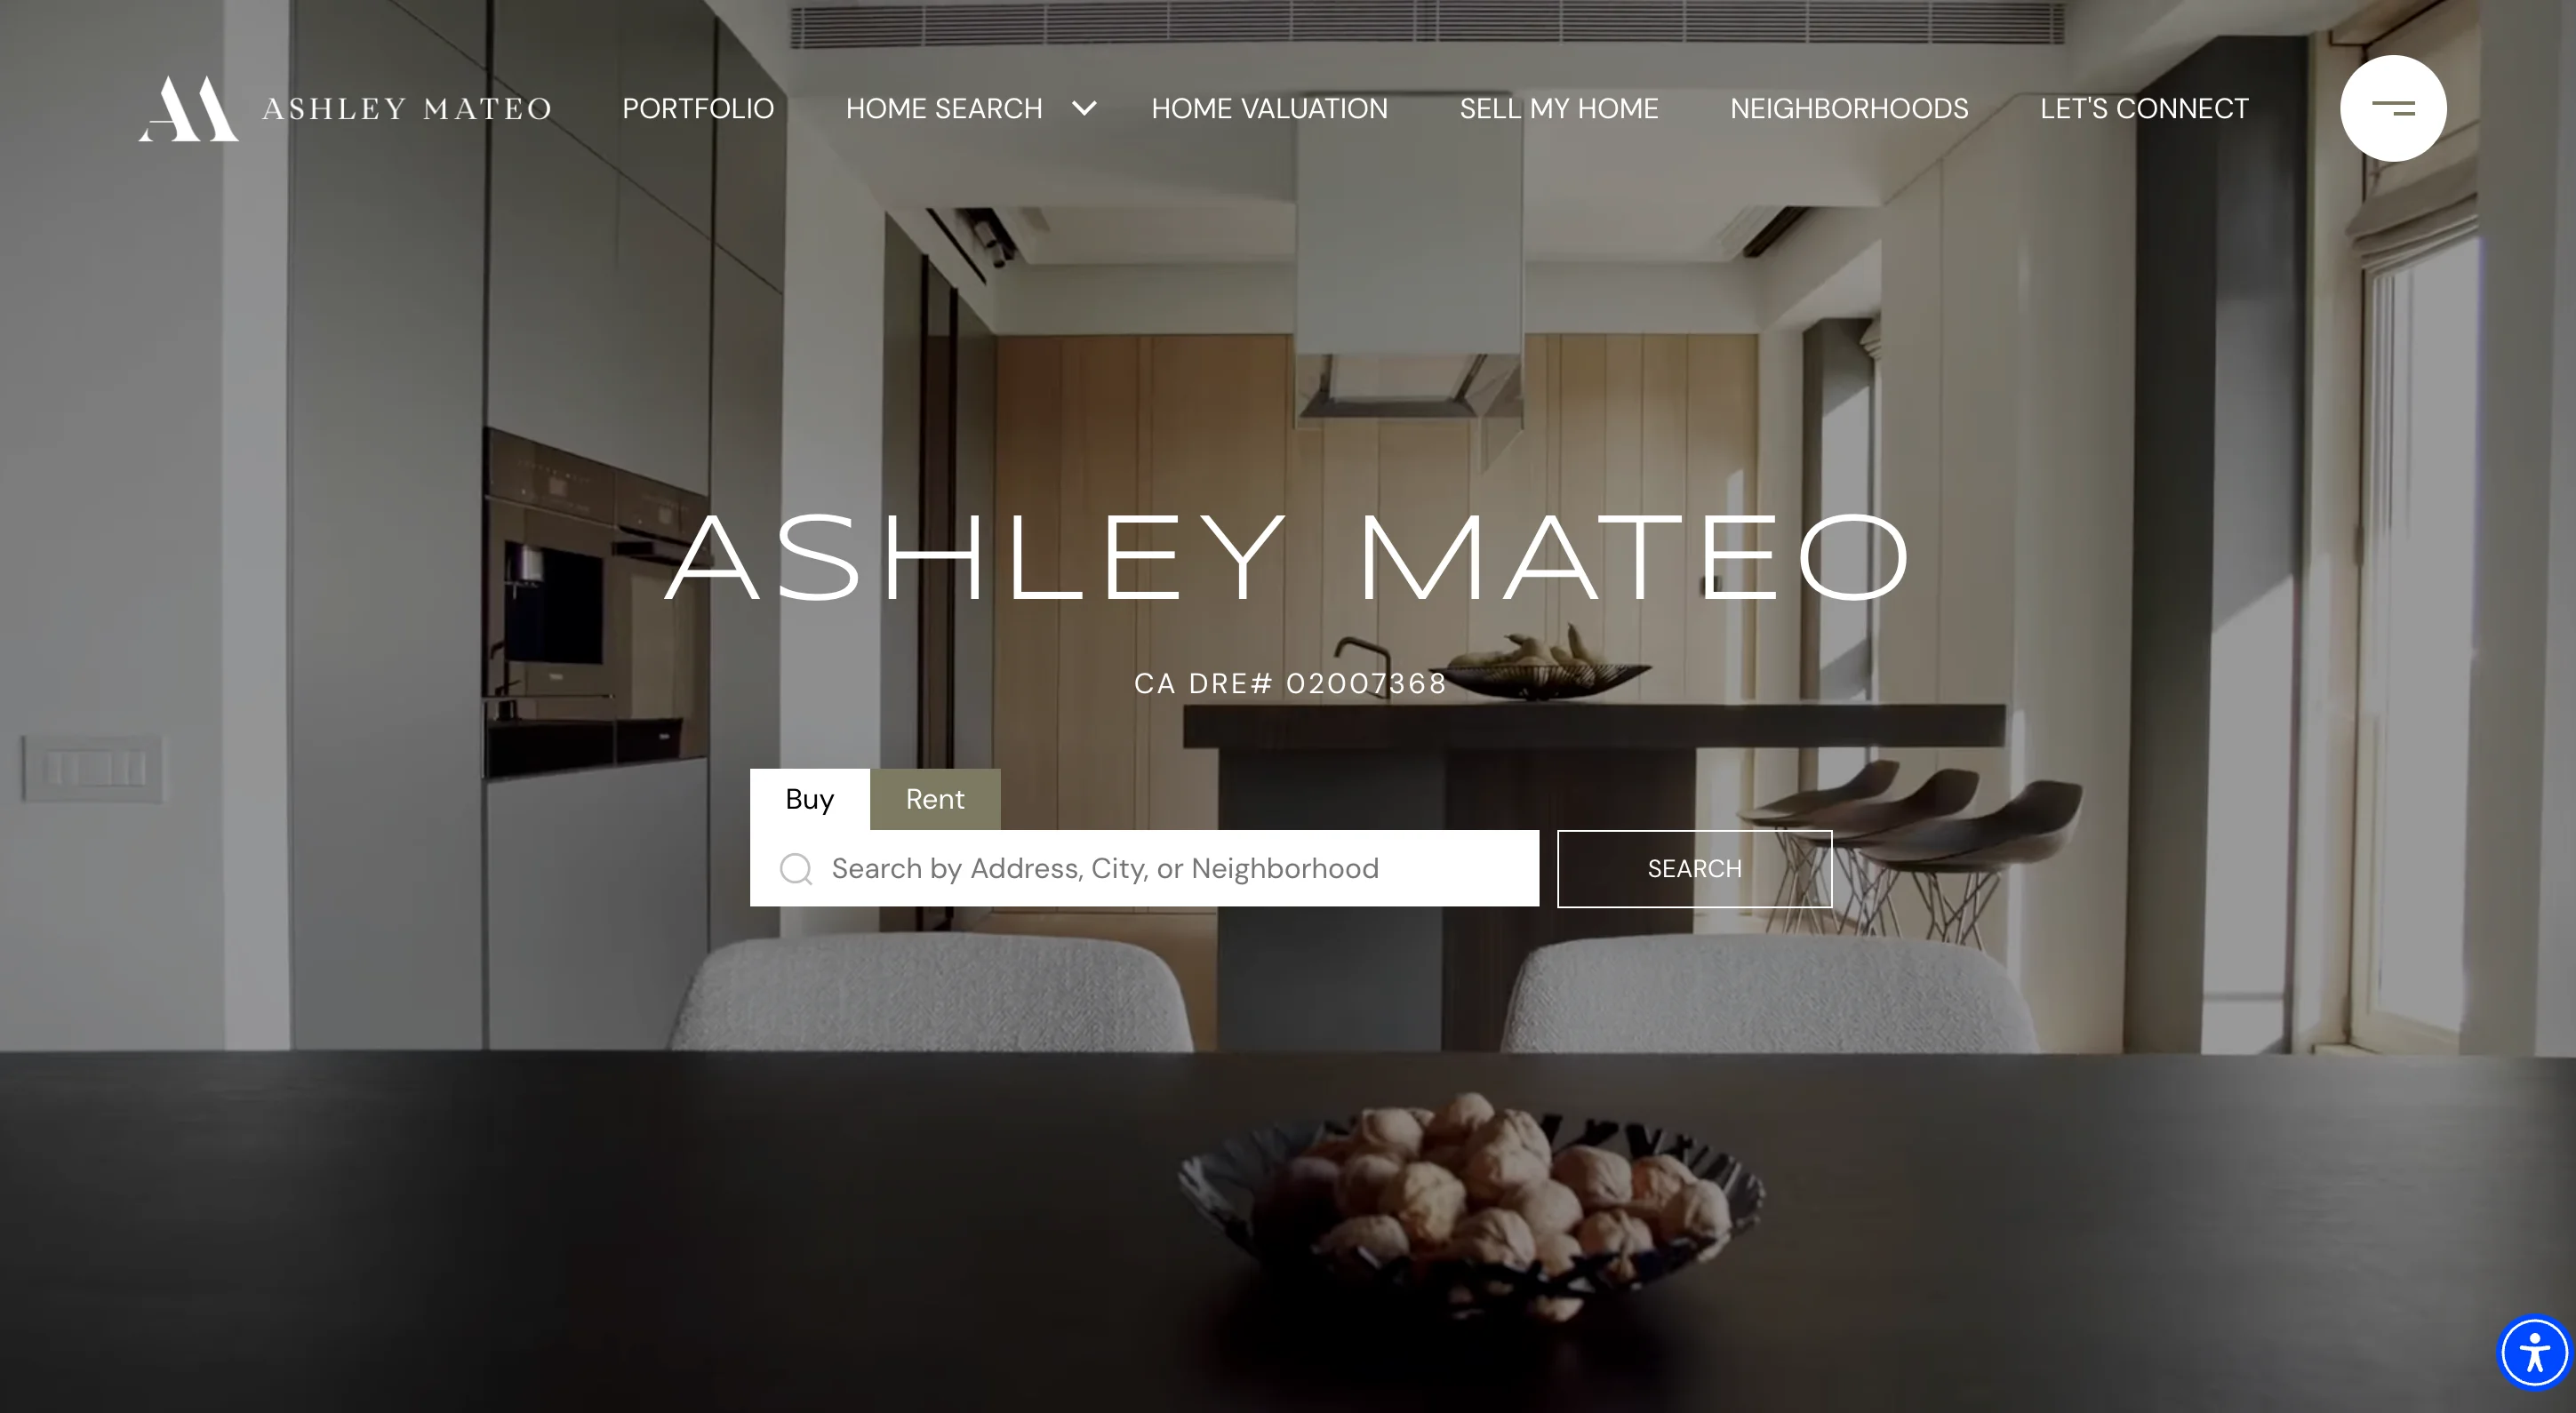 ASHLEY MATEO
PORTFOLIO
HOME SEARCH
HOME VALUATION
SELL MY HOME
NEIGHBORHOODS
LET'S CONNECT
ASHLEY MATEO
CA DRE# 02007368
Buy
Rent
Search by Address, City, or Neighborhood
SEARCH